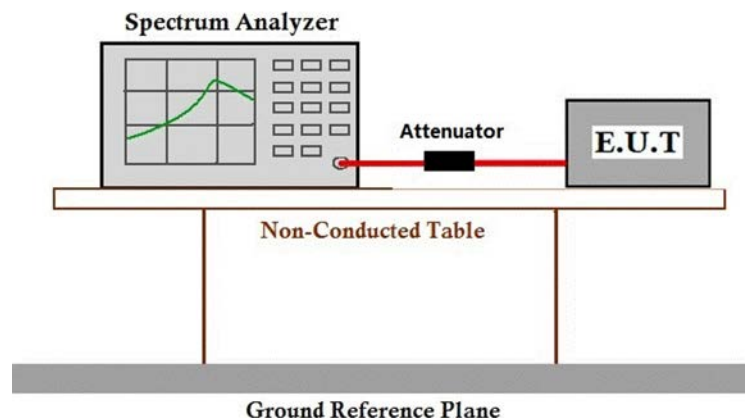 Spectrum Analyzer
Attenuator
E.U.T
Non-Conducted Table
Ground Reference Plane